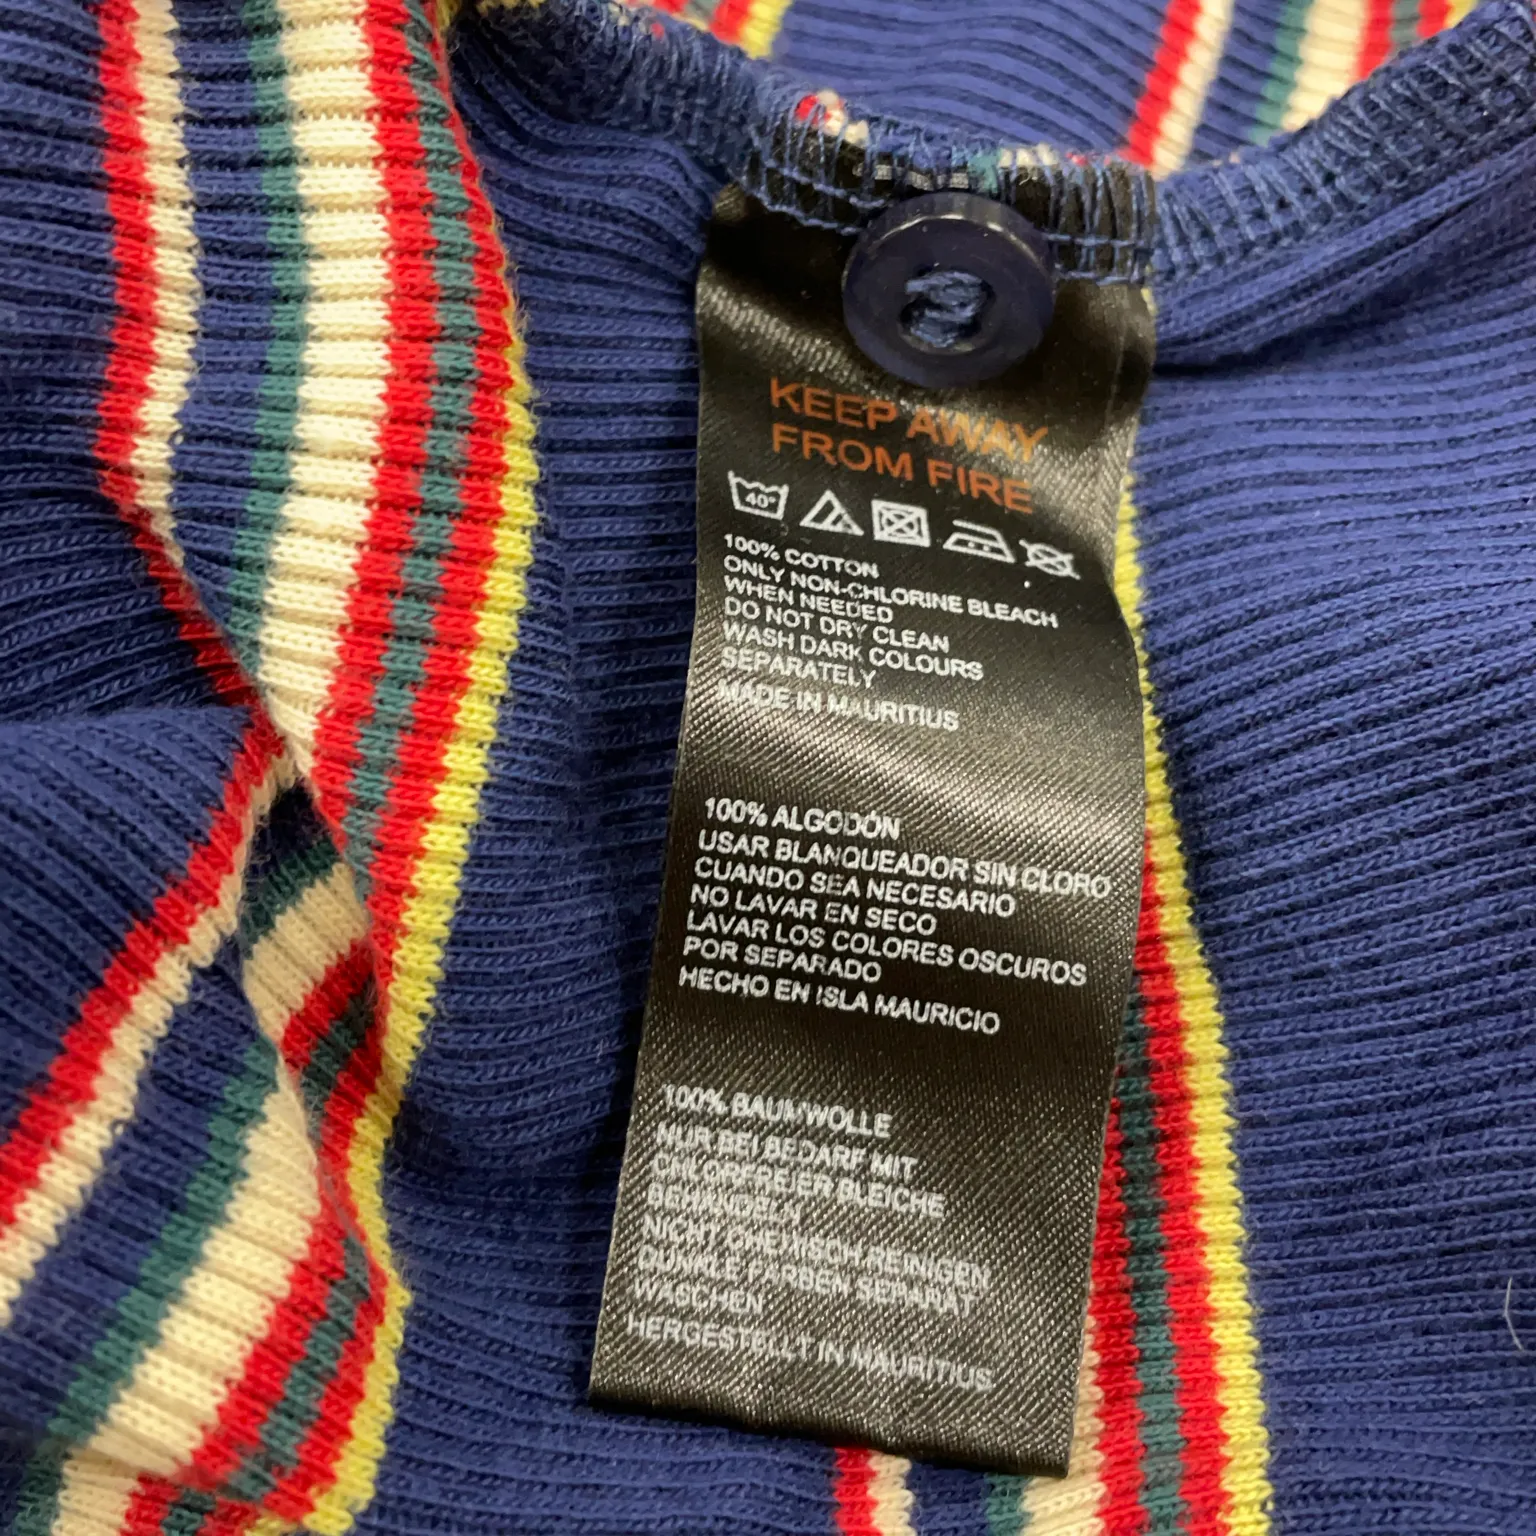 KEEP AWAY
FROM FIRE
40°
100% COTTON
ONLY NON-CHLORINE BLEACH
WHEN NEEDED
DO NOT DRY CLEAN
WASH DARK COLOURS
SEPARATELY
MADE IN MAURITIUS
100% ALGODÓN
USAR BLANQUEADOR SIN CLORO
CUANDO SEA NECESARIO
NO LAVAR EN SECO
LAVAR LOS COLORES OSCUROS
POR SEPARADO
HECHO EN ISLA MAURICIO
100% BAUMWOLLE
NUR BEI BEDARF MIT
CHLORFREIER BLEICHE
BEHANDELN
NICHT CHEMISCH REINIGEN
DUNKLE FARBEN SEPARAT
WASCHEN
HERGESTELLT IN MAURITIUS